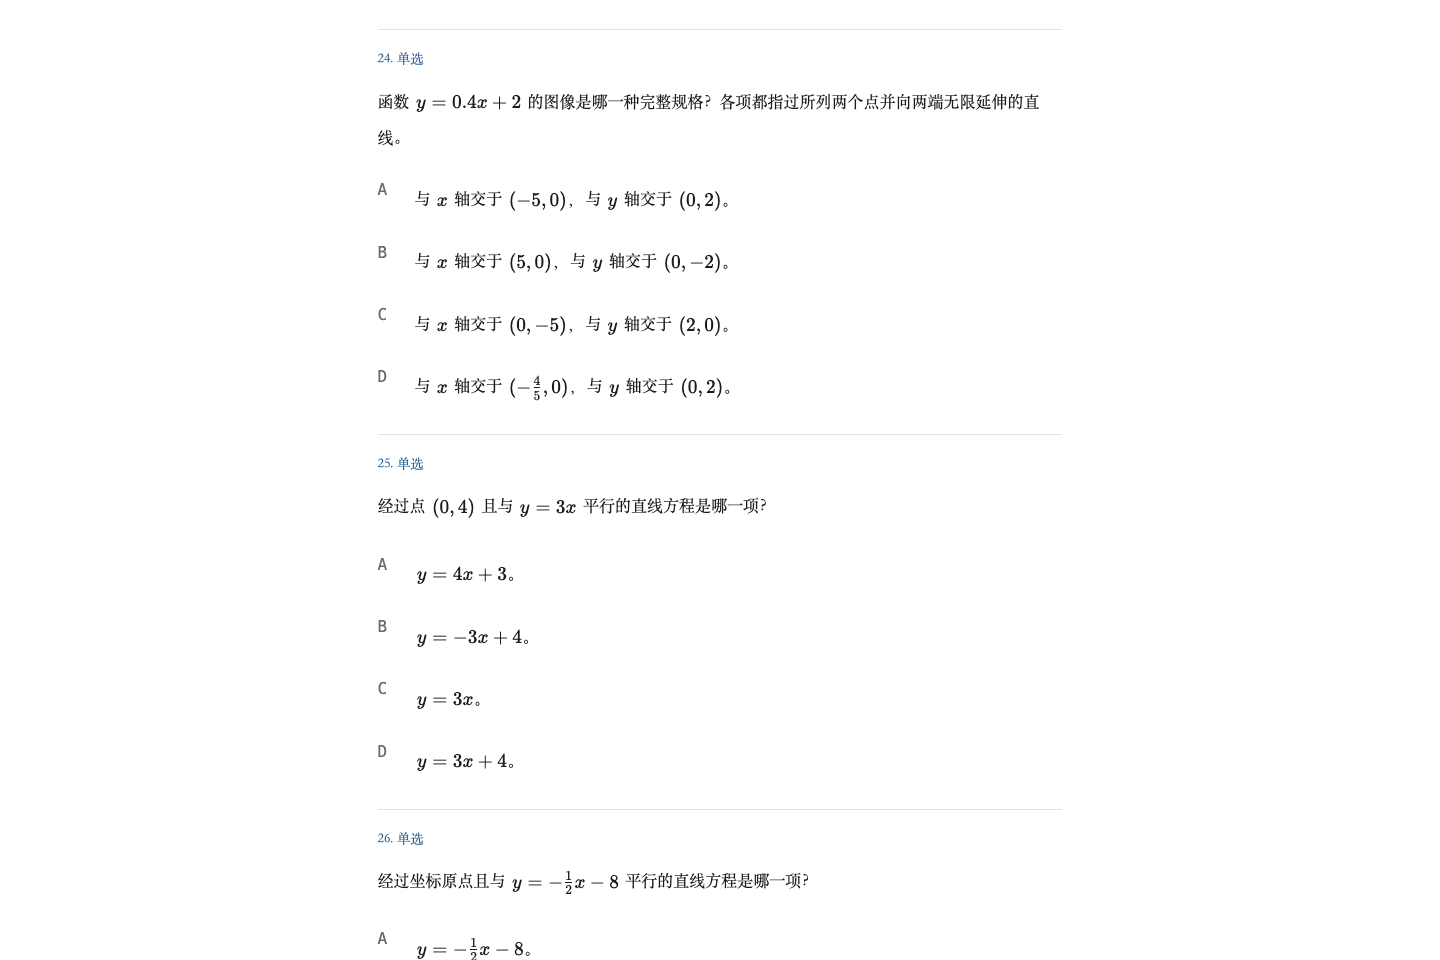 24. 单选
函数 y = 0.4x + 2 的图像是哪一种完整规格？各项都指过所列两个点并向两端无限延伸的直
线。
A 与 x 轴交于 (−5, 0)，与 y 轴交于 (0, 2)。
B 与 x 轴交于 (5, 0)，与 y 轴交于 (0, −2)。
C 与 x 轴交于 (0, −5)，与 y 轴交于 (2, 0)。
D 与 x 轴交于 (−4/5, 0)，与 y 轴交于 (0, 2)。
25. 单选
经过点 (0, 4) 且与 y = 3x 平行的直线方程是哪一项？
A y = 4x + 3。
B y = −3x + 4。
C y = 3x。
D y = 3x + 4。
26. 单选
经过坐标原点且与 y = −1/2x − 8 平行的直线方程是哪一项？
A y = −1/2x − 8。